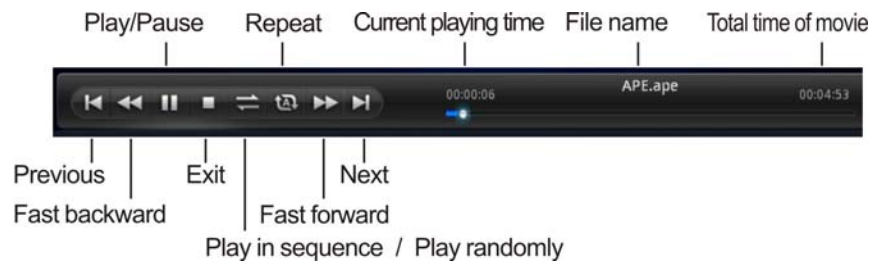 Play/Pause Repeat Current playing time File name Total time of movie
00:00:06 APE.ape 00:04:53
Previous Exit Next
Fast backward Fast forward
Play in sequence / Play randomly